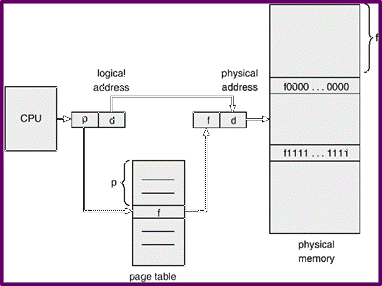 logical
address
physical
address
f
f0000 ... 0000
CPU
p
d
f
d
f1111 ... 1111
p
f
physical
memory
page table